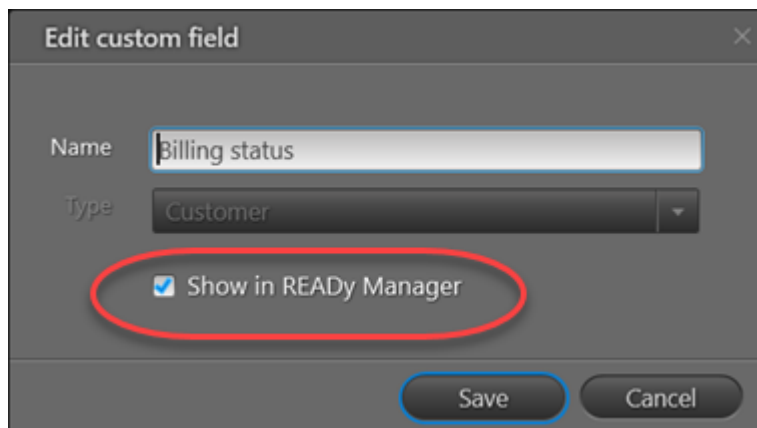 Edit custom field
Name Billing status
Type Customer
Show in READy Manager
Save Cancel